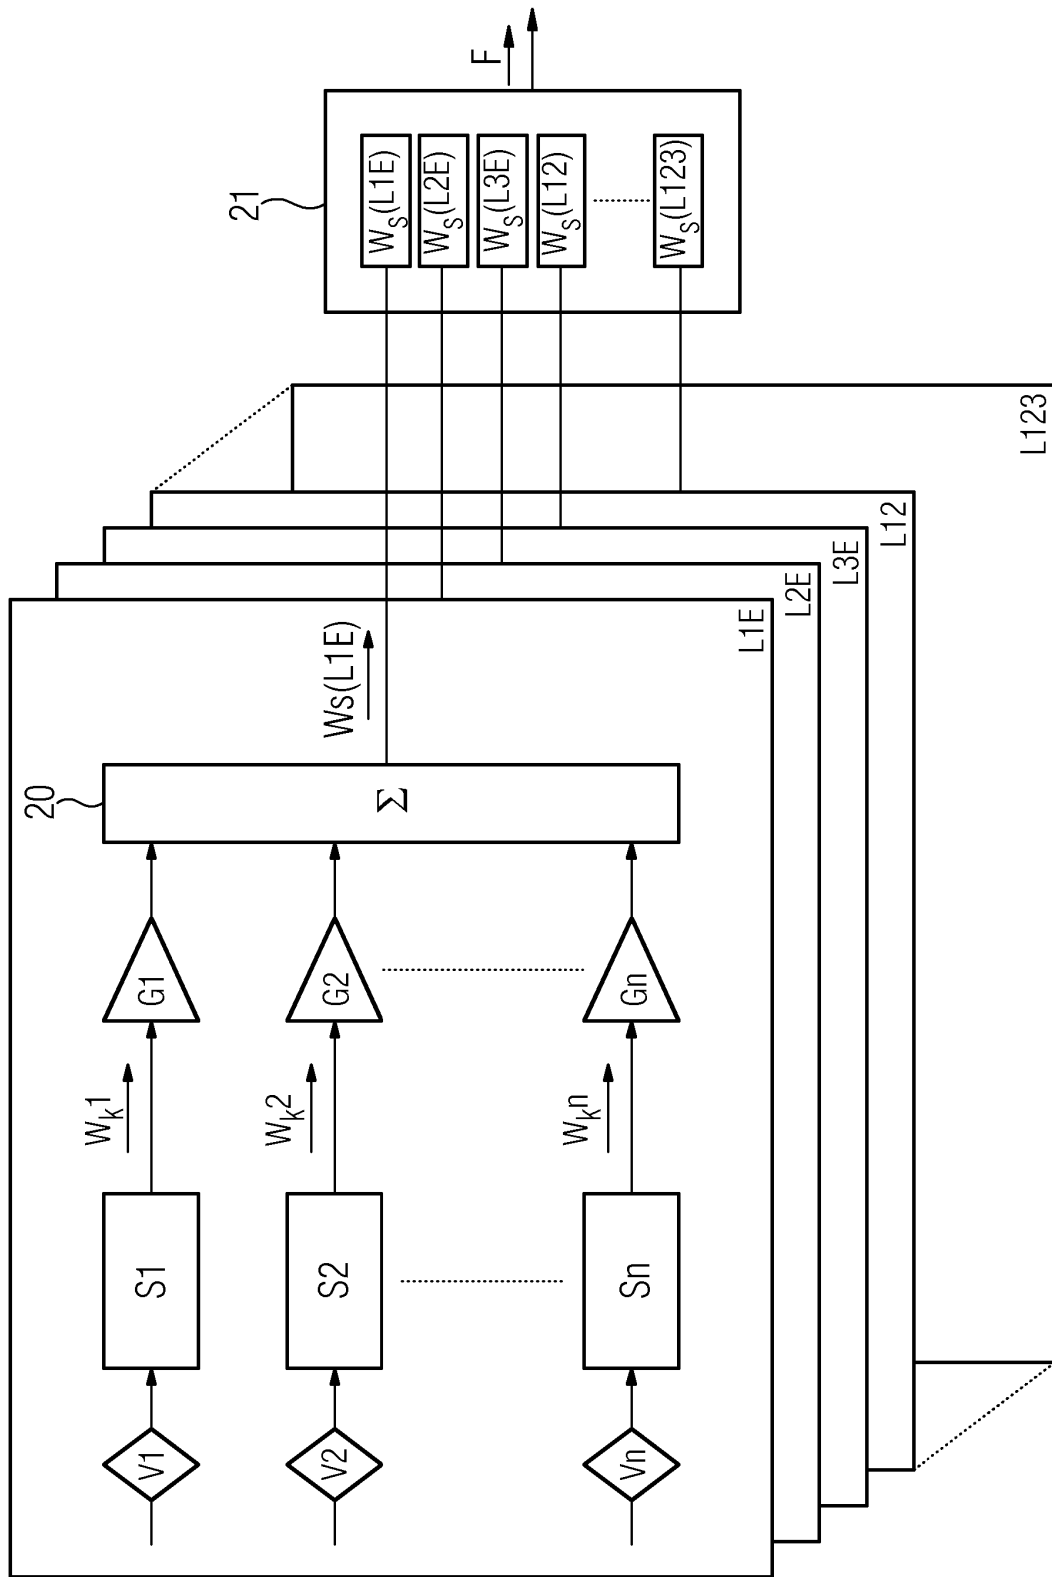 V1
S1
Wk1
G1
V2
S2
Wk2
G2
Vn
Sn
Wkn
Gn
20
Σ
Ws(L1E)
L1E
L2E
L3E
L12
L123
21
Ws(L1E)
Ws(L2E)
Ws(L3E)
Ws(L12)
Ws(L123)
F